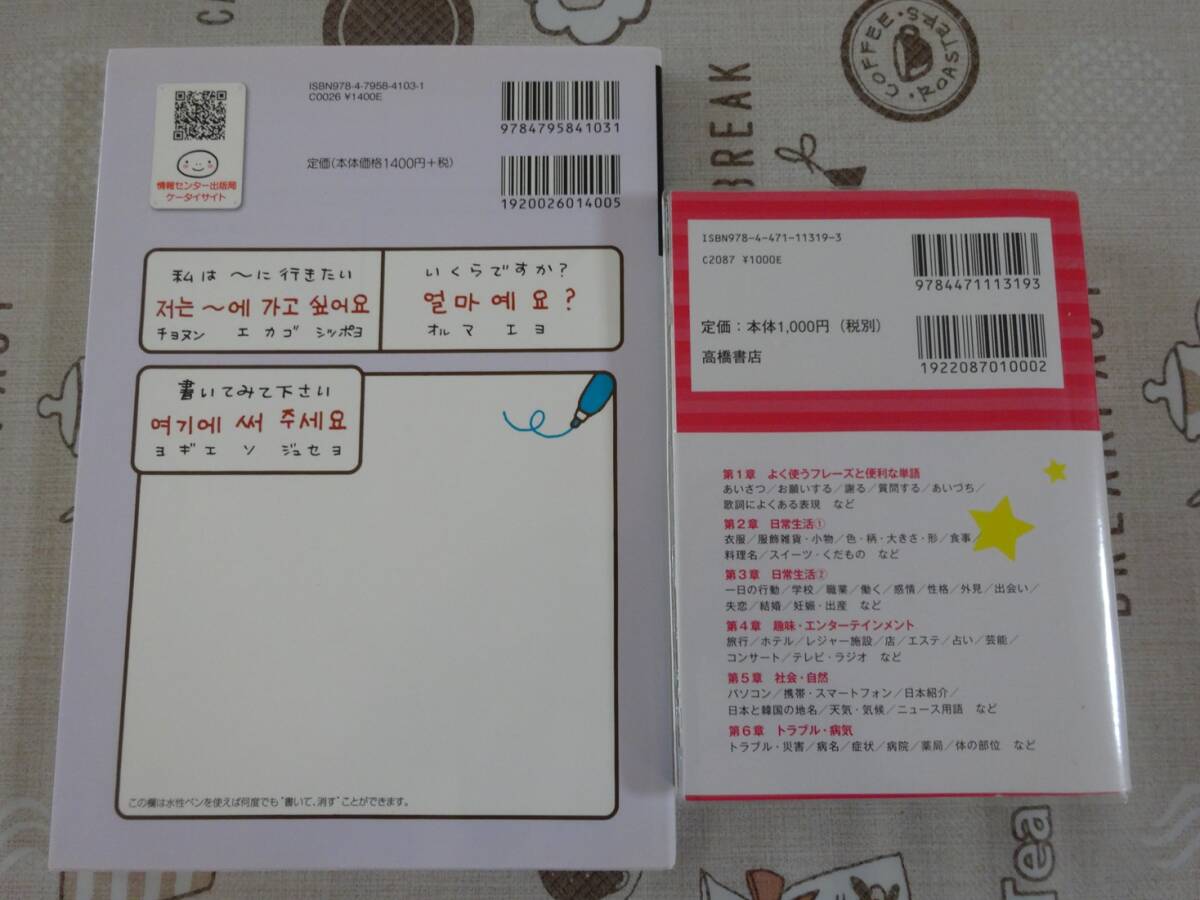 ISBN978-4-7958-4103-1
C0026 ¥1400E
9784795841031
定価(本体価格1400円+税)
1920026014005
情報センター出版局
ケータイサイト
私は 〜に 行きたい
저는 〜에 가고 싶어요
チョヌン エ カゴ シッポヨ
いくらですか?
얼마예요?
オルマ エヨ
書いてみて下さい
여기에 써 주세요
ヨギエ ソ ジュセヨ
この欄は水性ペンを使えば何度でも"書いて、消す"ことができます。
ISBN978-4-471-11319-3
C2087 ¥1000E
9784471113193
定価:本体1,000円(税別)
高橋書店
1922087010002
第1章 よく使うフレーズと便利な単語
あいさつ/お願いする/謝る/質問する/あいづち/
歌詞によくある表現 など
第2章 日常生活①
衣服/服飾雑貨・小物/色・柄・大きさ・形/食事/
料理名/スイーツ・くだもの など
第3章 日常生活②
一日の行動/学校/職業/働く/感情/性格/外見/出会い/
失恋/結婚/妊娠・出産 など
第4章 趣味・エンターテインメント
旅行/ホテル/レジャー施設/店/エステ/占い/芸能/
コンサート/テレビ・ラジオ など
第5章 社会・自然
パソコン/携帯・スマートフォン/日本紹介/
日本と韓国の地名/天気・気候/ニュース用語 など
第6章 トラブル・病気
トラブル・災害/病名/症状/病院/薬局/体の部位 など
COFFEE ROASTERS
BREAK
Tea